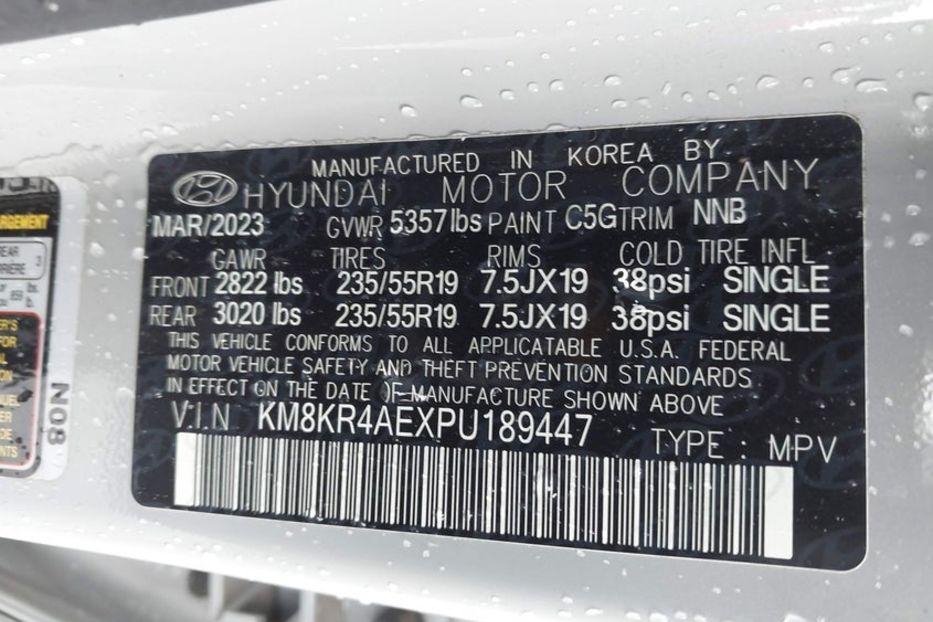 MANUFACTURED IN KOREA BY
HYUNDAI MOTOR COMPANY
MAR/2023 GVWR 5357lbs PAINT C5G TRIM NNB
GAWR TIRES RIMS COLD TIRE INFL
FRONT 2822 lbs 235/55R19 7.5JX19 38psi SINGLE
REAR 3020 lbs 235/55R19 7.5JX19 38psi SINGLE
THIS VEHICLE CONFORMS TO ALL APPLICATABLE U.S.A. FEDERAL
MOTOR VEHICLE SAFETY AND THEFT PREVENTION STANDARDS
IN EFFECT ON THE DATE OF MANUFACTURE SHOWN ABOVE
V.I.N KM8KR4AEXPU189447
TYPE : MPV
N08